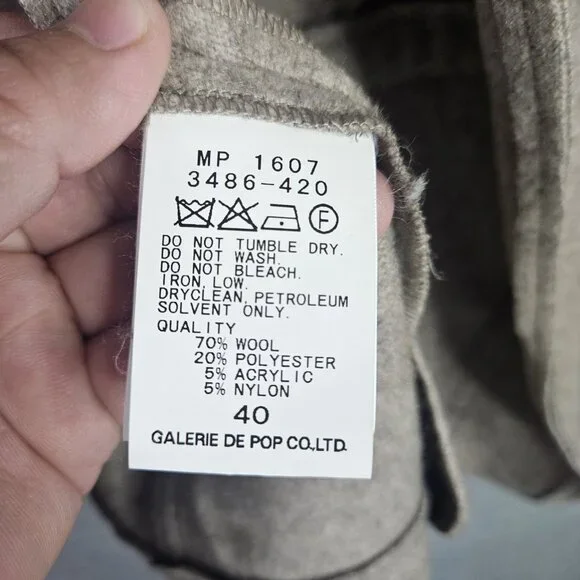 MP 1607
3486-420
F
DO NOT TUMBLE DRY.
DO NOT WASH.
DO NOT BLEACH.
IRON, LOW.
DRYCLEAN, PETROLEUM
SOLVENT ONLY.
QUALITY
70% WOOL
20% POLYESTER
5% ACRYLIC
5% NYLON
40
GALERIE DE POP CO.,LTD.